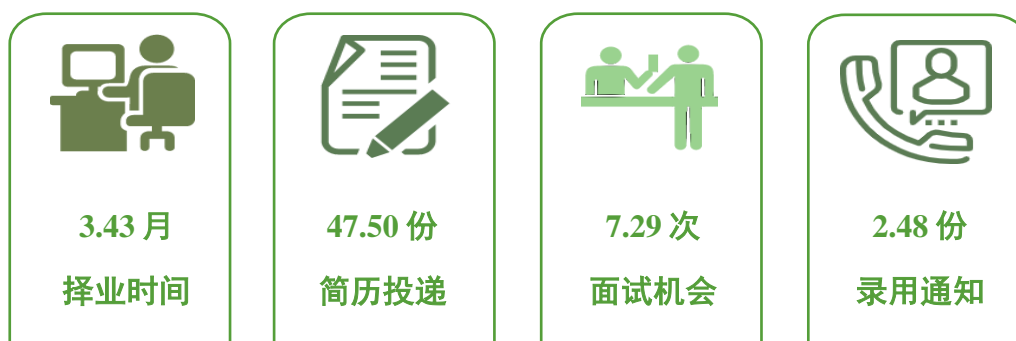 3.43 月
择业时间
47.50 份
简历投递
7.29 次
面试机会
2.48 份
录用通知